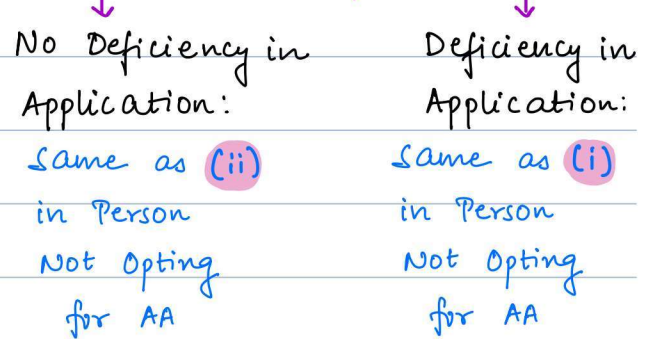 No Deficiency in
Application:
Same as (ii)
in Person
Not Opting
for AA
Deficiency in
Application:
Same as (i)
in Person
Not Opting
for AA